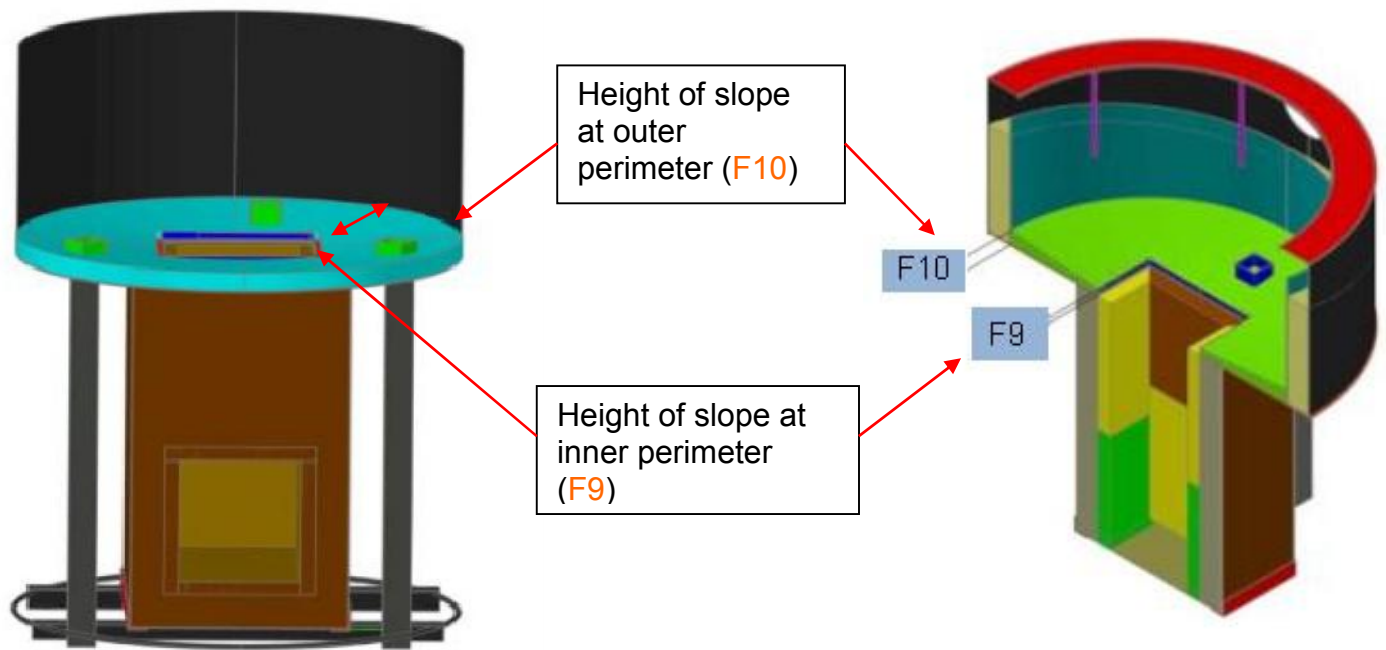 Height of slope
at outer
perimeter (F10)
F10
F9
Height of slope at
inner perimeter
(F9)